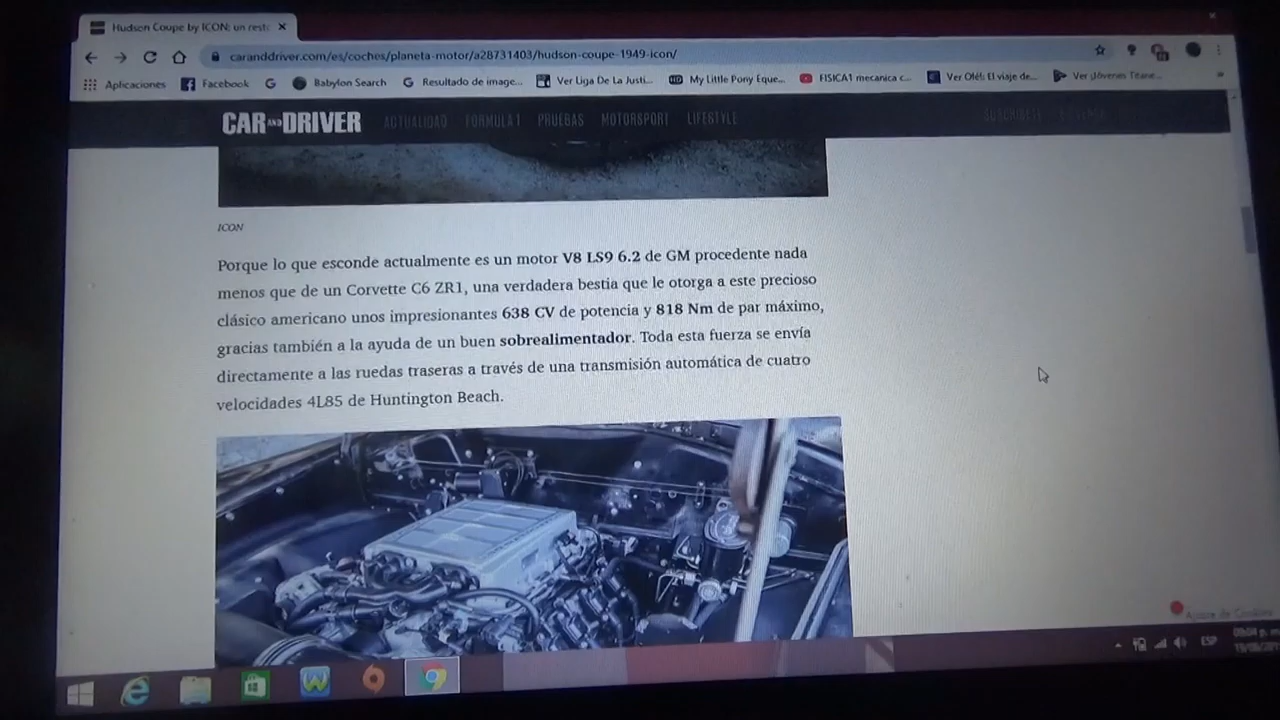 Hudson Coupe by ICON: un resta
caranddriver.com/es/coches/planeta-motor/a28731403/hudson-coupe-1949-icon/
Aplicaciones
Facebook
Babylon Search
Resultado de image...
Ver Liga De La Justi...
My Little Pony Eque...
FISICA1 mecanica c...
Ver Olé!: El viaje de...
Ver ¡Jóvenes Titane...
CAR AND DRIVER
ACTUALIDAD
FÓRMULA 1
PRUEBAS
MOTORSPORT
LIFESTYLE
SUSCRÍBETE
ICON
Porque lo que esconde actualmente es un motor V8 LS9 6.2 de GM procedente nada
menos que de un Corvette C6 ZR1, una verdadera bestia que le otorga a este precioso
clásico americano unos impresionantes 638 CV de potencia y 818 Nm de par máximo,
gracias también a la ayuda de un buen sobrealimentador. Toda esta fuerza se envía
directamente a las ruedas traseras a través de una transmisión automática de cuatro
velocidades 4L85 de Huntington Beach.
ESP